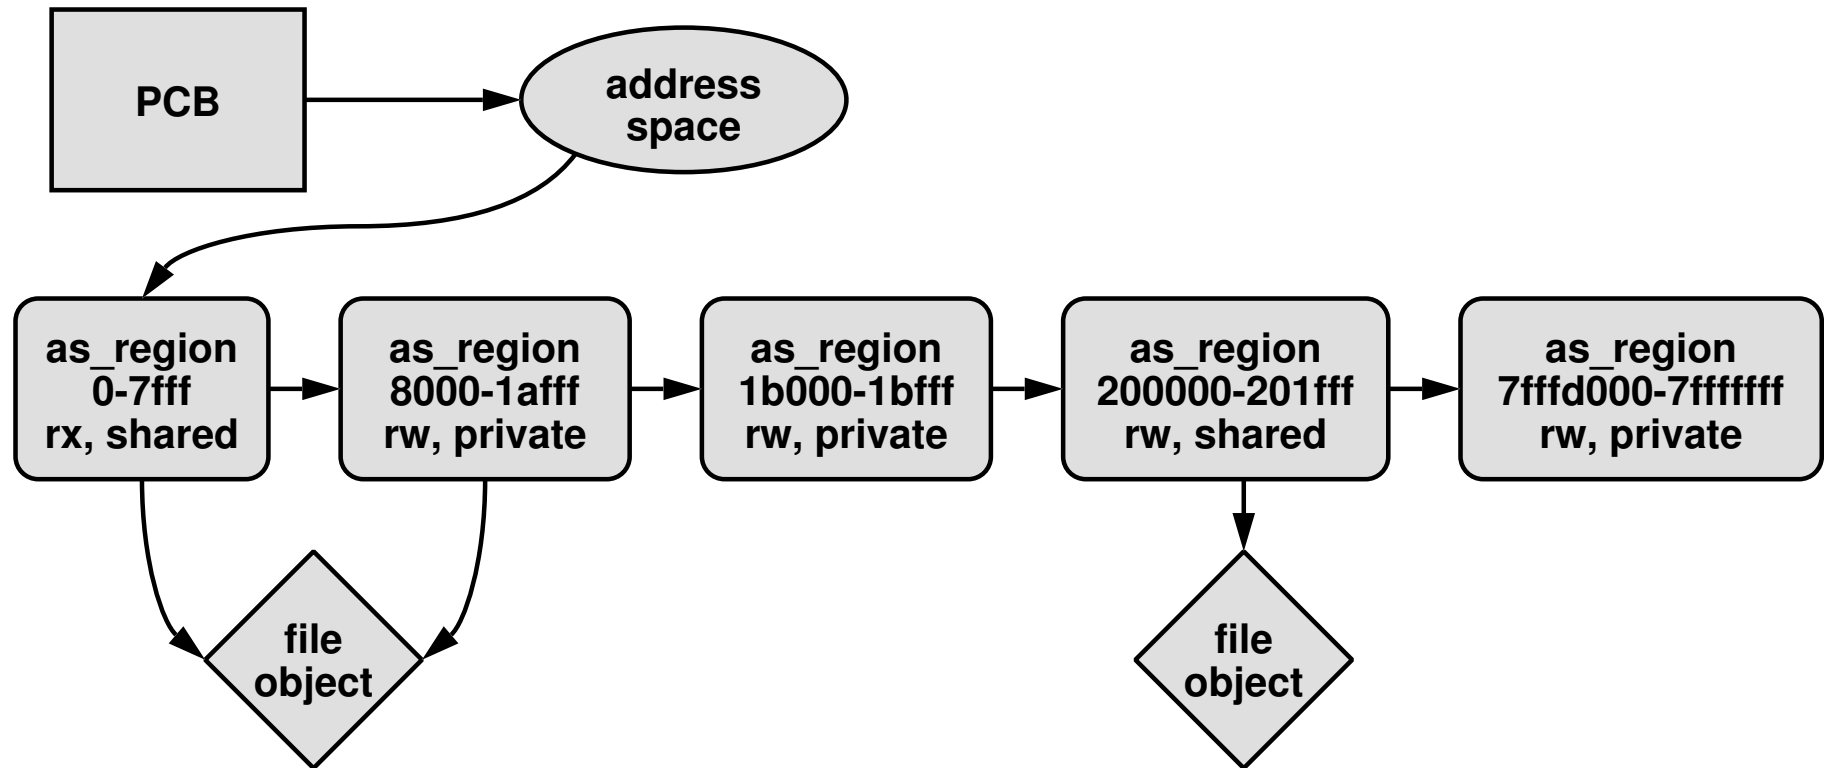 PCB
address
space
as_region
0-7fff
rx, shared
as_region
8000-1afff
rw, private
as_region
1b000-1bfff
rw, private
as_region
200000-201fff
rw, shared
as_region
7fffd000-7fffffff
rw, private
file
object
file
object